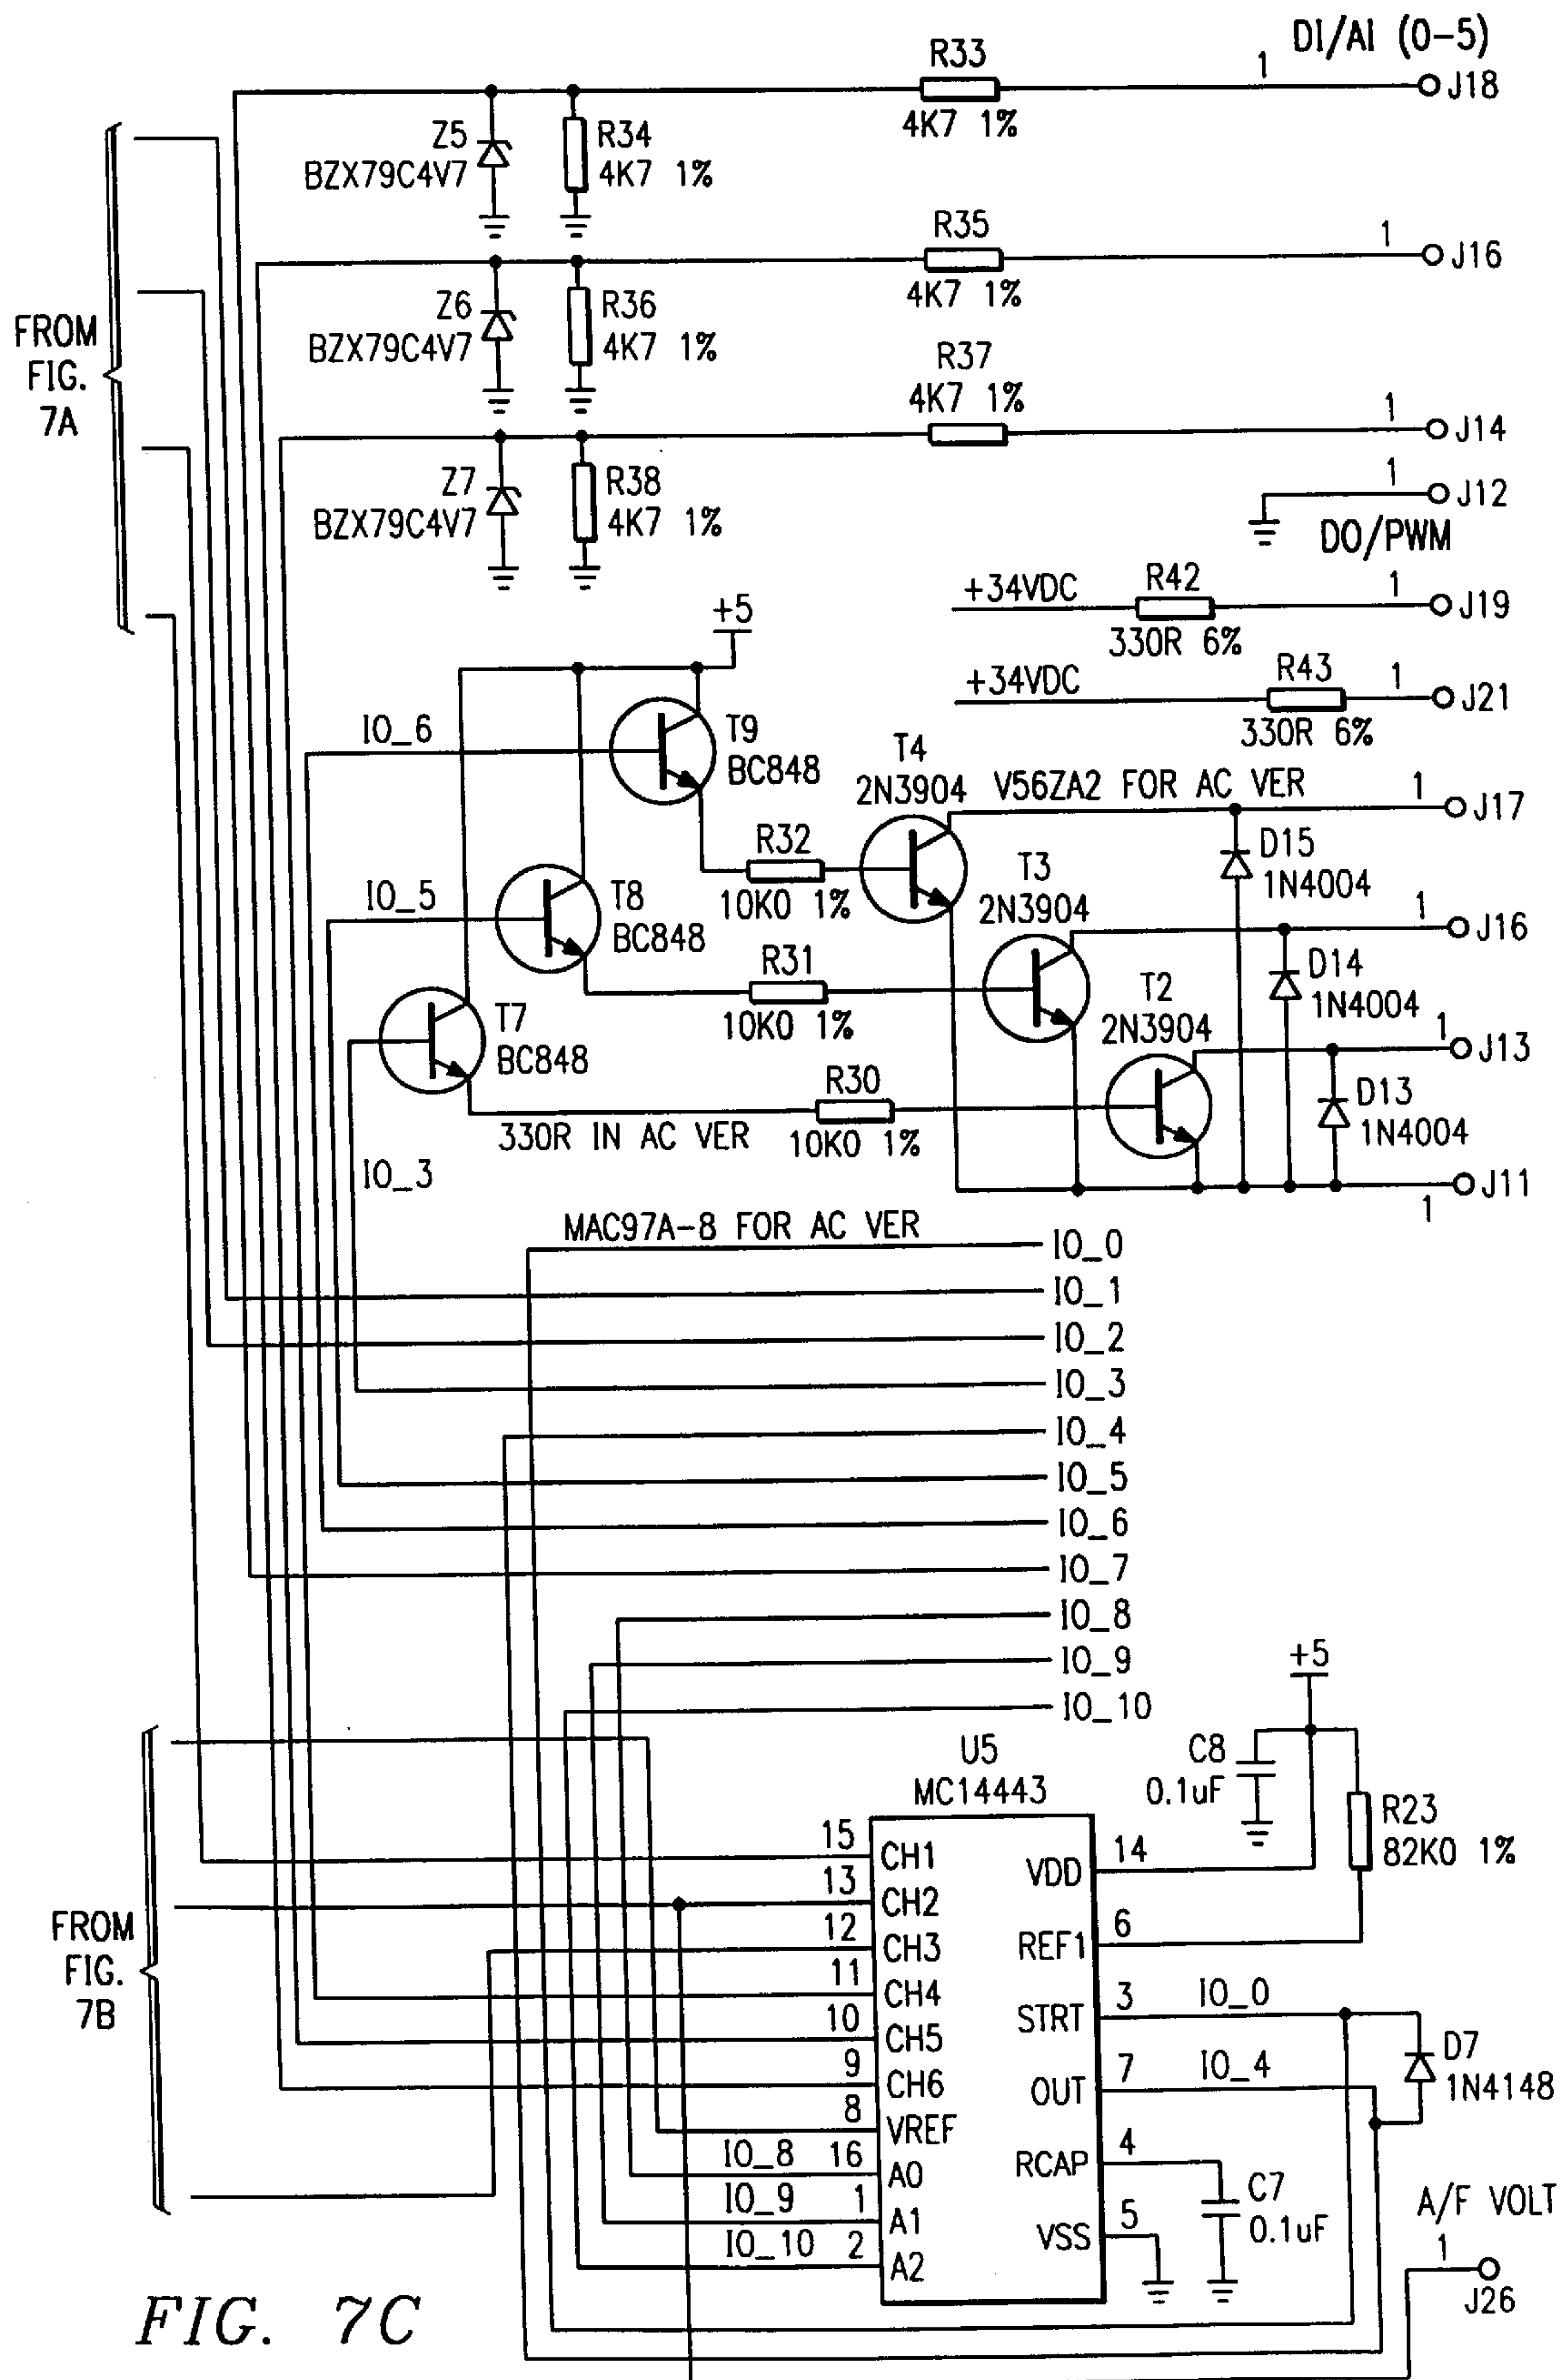 DI/AI (0-5)
R33
1
J18
4K7 1%
Z5
BZX79C4V7
R34
4K7 1%
R35
1
J16
4K7 1%
Z6
BZX79C4V7
R36
4K7 1%
FROM
FIG.
7A
R37
4K7 1%
1
J14
Z7
BZX79C4V7
R38
4K7 1%
1
J12
DO/PWM
+34VDC
R42
1
J19
330R 6%
+5
+34VDC
R43
1
J21
330R 6%
IO_6
T9
BC848
T4
2N3904
V56ZA2 FOR AC VER
1
J17
R32
10K0 1%
D15
1N4004
IO_5
T8
BC848
T3
2N3904
1
J16
R31
10K0 1%
D14
1N4004
T7
BC848
T2
2N3904
1
J13
R30
10K0 1%
D13
1N4004
330R IN AC VER
IO_3
J11
1
MAC97A-8 FOR AC VER
IO_0
IO_1
IO_2
IO_3
IO_4
IO_5
IO_6
IO_7
IO_8
IO_9
IO_10
+5
U5
MC14443
C8
0.1uF
R23
82K0 1%
FROM
FIG.
7B
15
CH1
13
CH2
12
CH3
11
CH4
10
CH5
9
CH6
8
VREF
IO_8
16
A0
IO_9
1
A1
IO_10
2
A2
VDD
14
REF1
6
STRT
3
IO_0
OUT
7
IO_4
D7
1N4148
RCAP
4
C7
0.1uF
VSS
5
A/F VOLT
1
J26
FIG. 7C